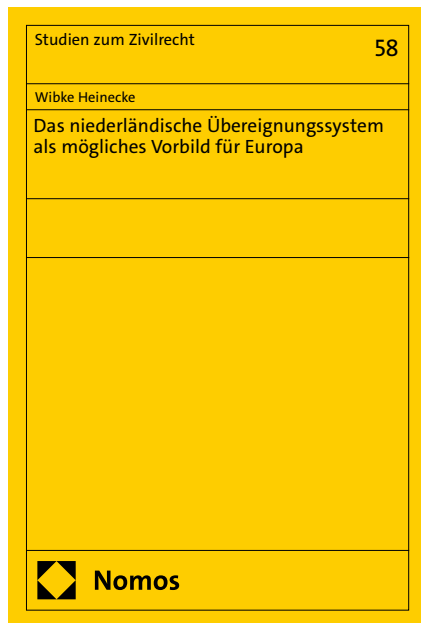 Studien zum Zivilrecht
58
Wibke Heinecke
Das niederländische Übereignungssystem
als mögliches Vorbild für Europa
Nomos